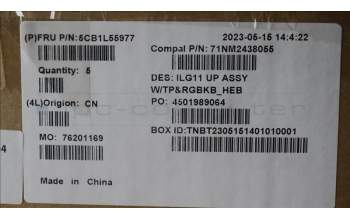 (P)FRU P/N:5CB1L55977
2023-05-15 14:4:22
Compal P/N: 71NM2438055
Quantity: 5
DES: ILG11 UP ASSY
W/TP&RGBKB_HEB
(4L)Origion: CN
PO: 4501989064
MO: 76201169
BOX ID:TNBT2305151401010001
Made in China
4